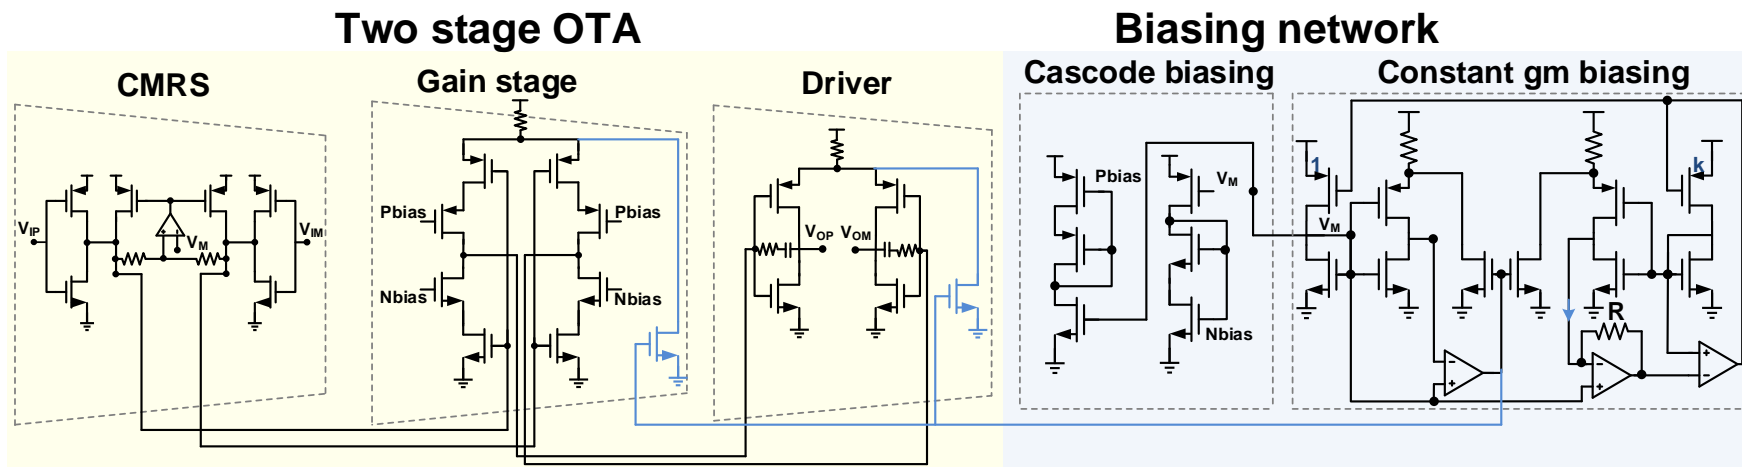 Two stage OTA
Biasing network
CMRS
Gain stage
Driver
Cascode biasing
Constant gm biasing
VIP
VM
VIM
Pbias
Pbias
Nbias
Nbias
VOP
VOM
Pbias
VM
Nbias
1
k
VM
R
- +
- +
- +
+ -